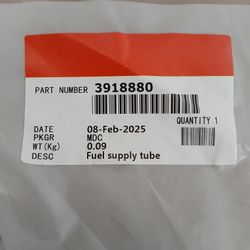 PART NUMBER 3918880
QUANTITY 1
DATE 08-Feb-2025
PKGR MDC
WT(Kg) 0.09
DESC Fuel supply tube